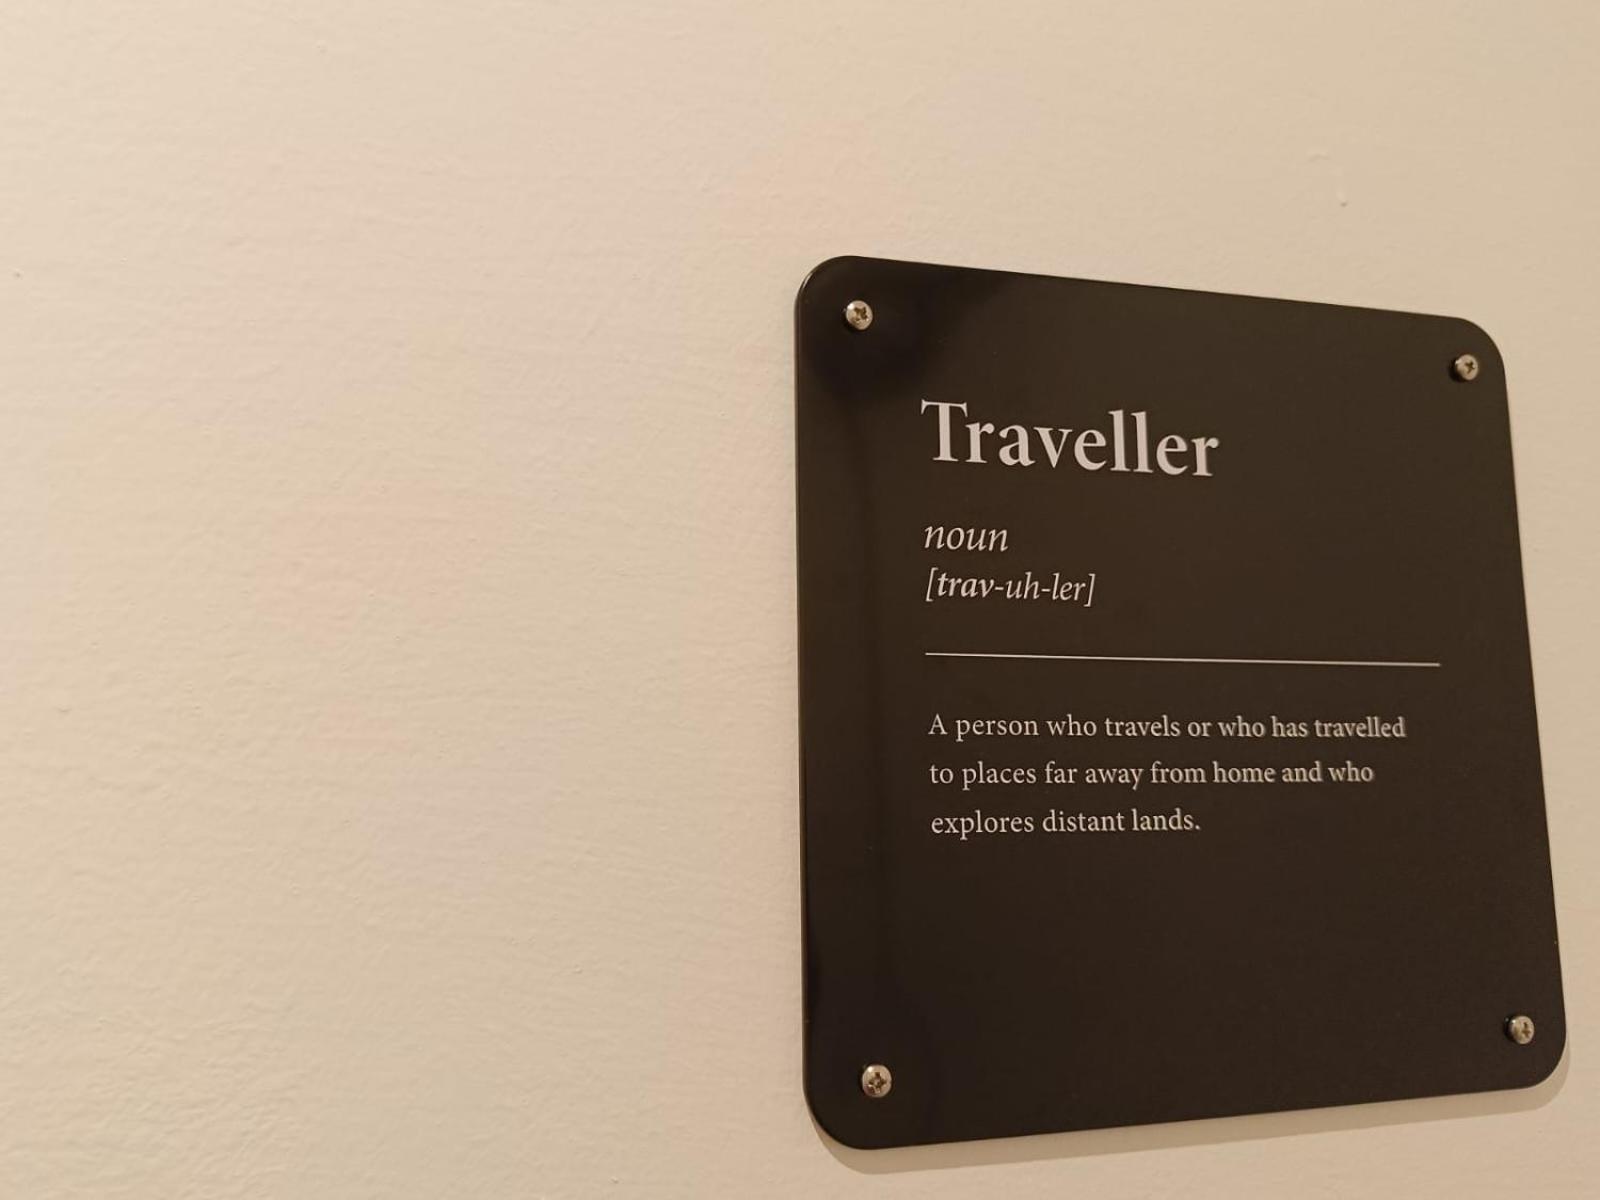 Traveller
noun
[trav-uh-ler]
A person who travels or who has travelled
to places far away from home and who
explores distant lands.